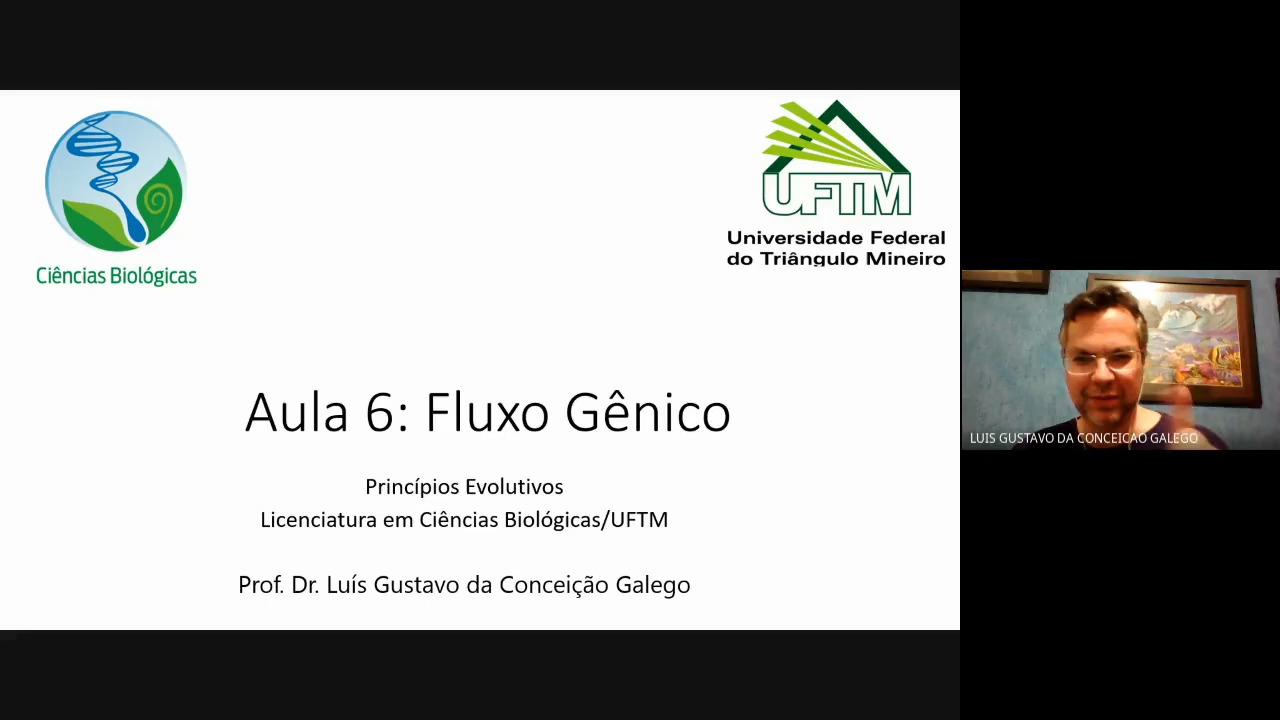 Ciências Biológicas
UFTM
Universidade Federal
do Triângulo Mineiro
Aula 6: Fluxo Gênico
Princípios Evolutivos
Licenciatura em Ciências Biológicas/UFTM
Prof. Dr. Luís Gustavo da Conceição Galego
LUIS GUSTAVO DA CONCEICAO GALEGO